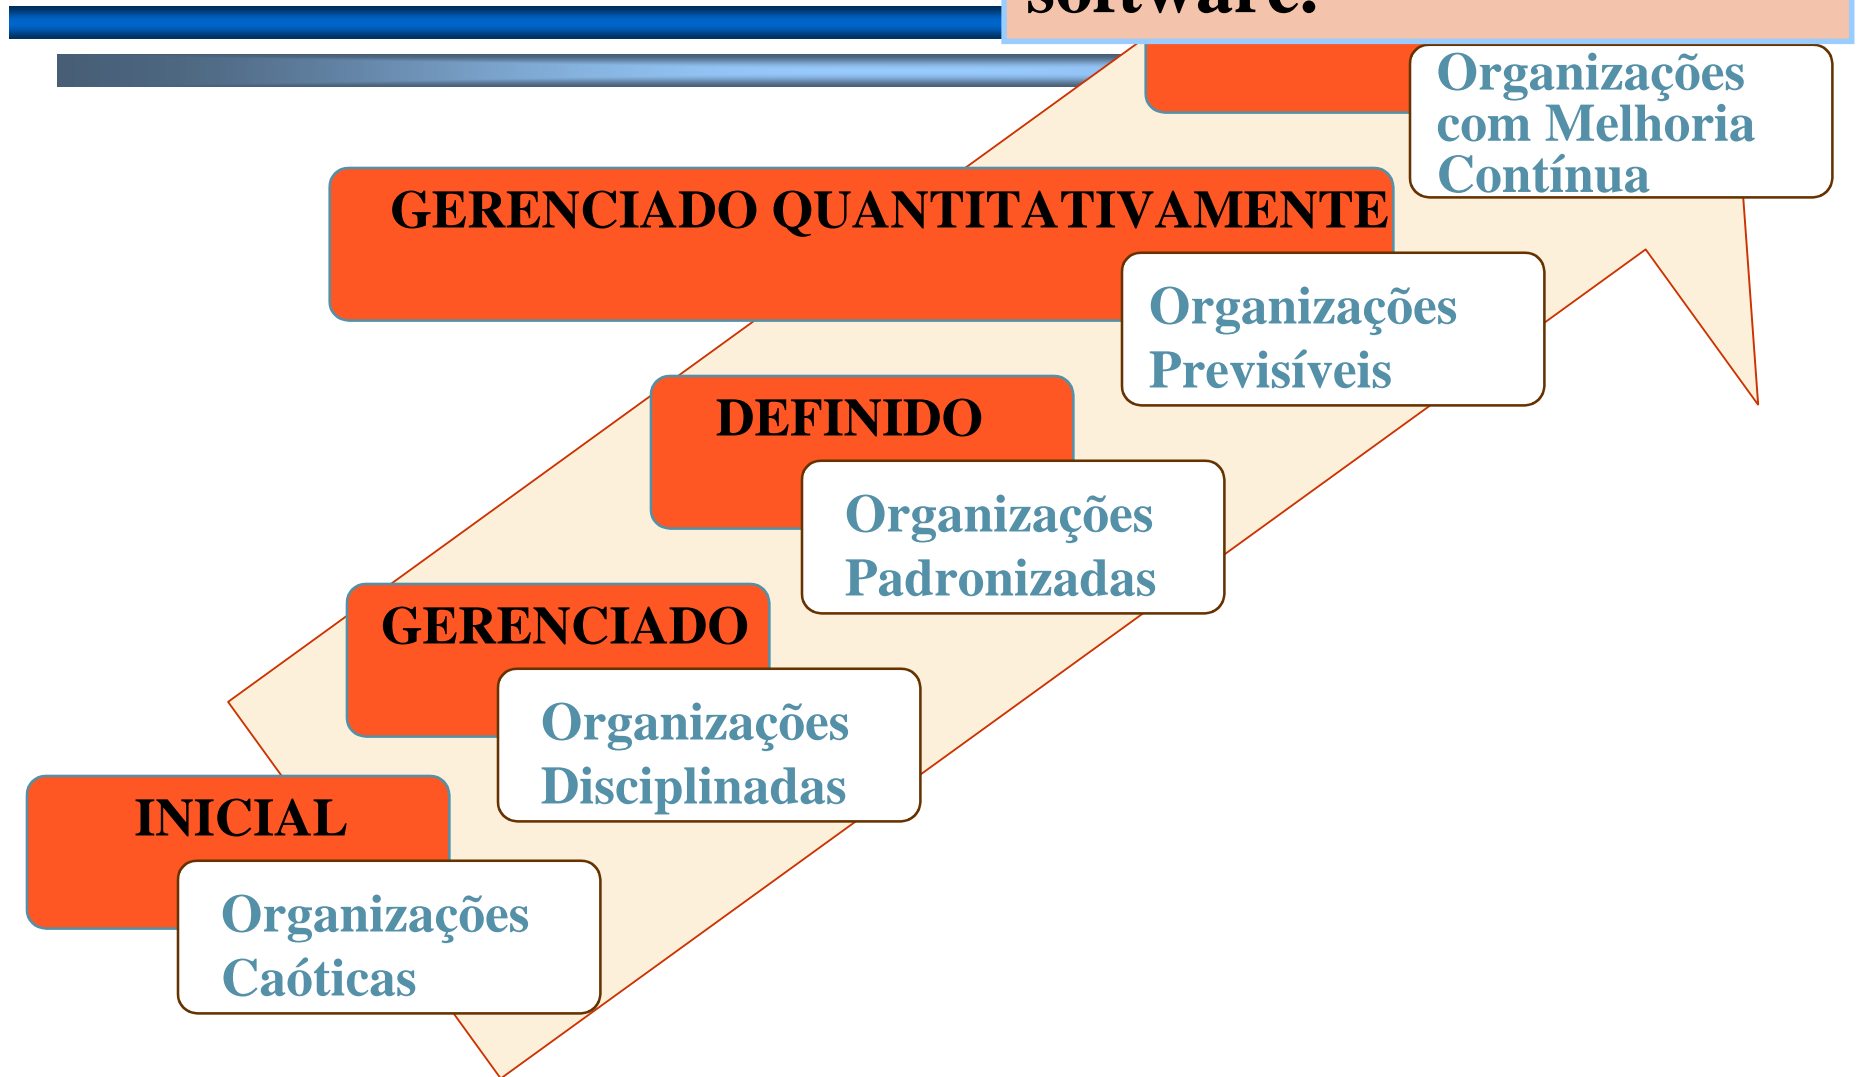 software.
Organizações
com Melhoria
Contínua
GERENCIADO QUANTITATIVAMENTE
Organizações
Previsíveis
DEFINIDO
Organizações
Padronizadas
GERENCIADO
Organizações
Disciplinadas
INICIAL
Organizações
Caóticas